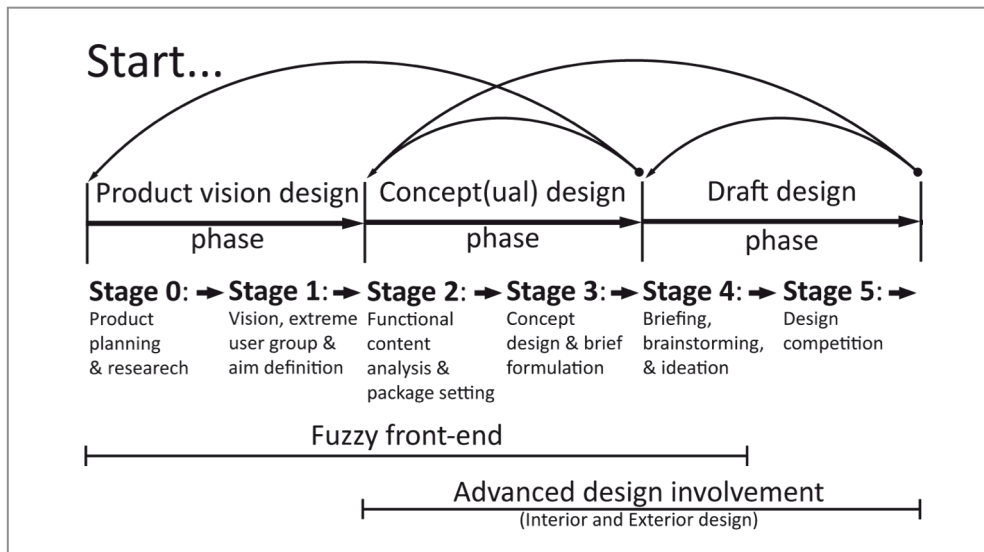 Start...
Product vision design
phase
Concept(ual) design
phase
Draft design
phase
Stage 0:
Product
planning
& researech
Stage 1:
Vision, extreme
user group &
aim definition
Stage 2:
Functional
content
analysis &
package setting
Stage 3:
Concept
design & brief
formulation
Stage 4:
Briefing,
brainstorming,
& ideation
Stage 5:
Design
competition
Fuzzy front-end
Advanced design involvement
(Interior and Exterior design)